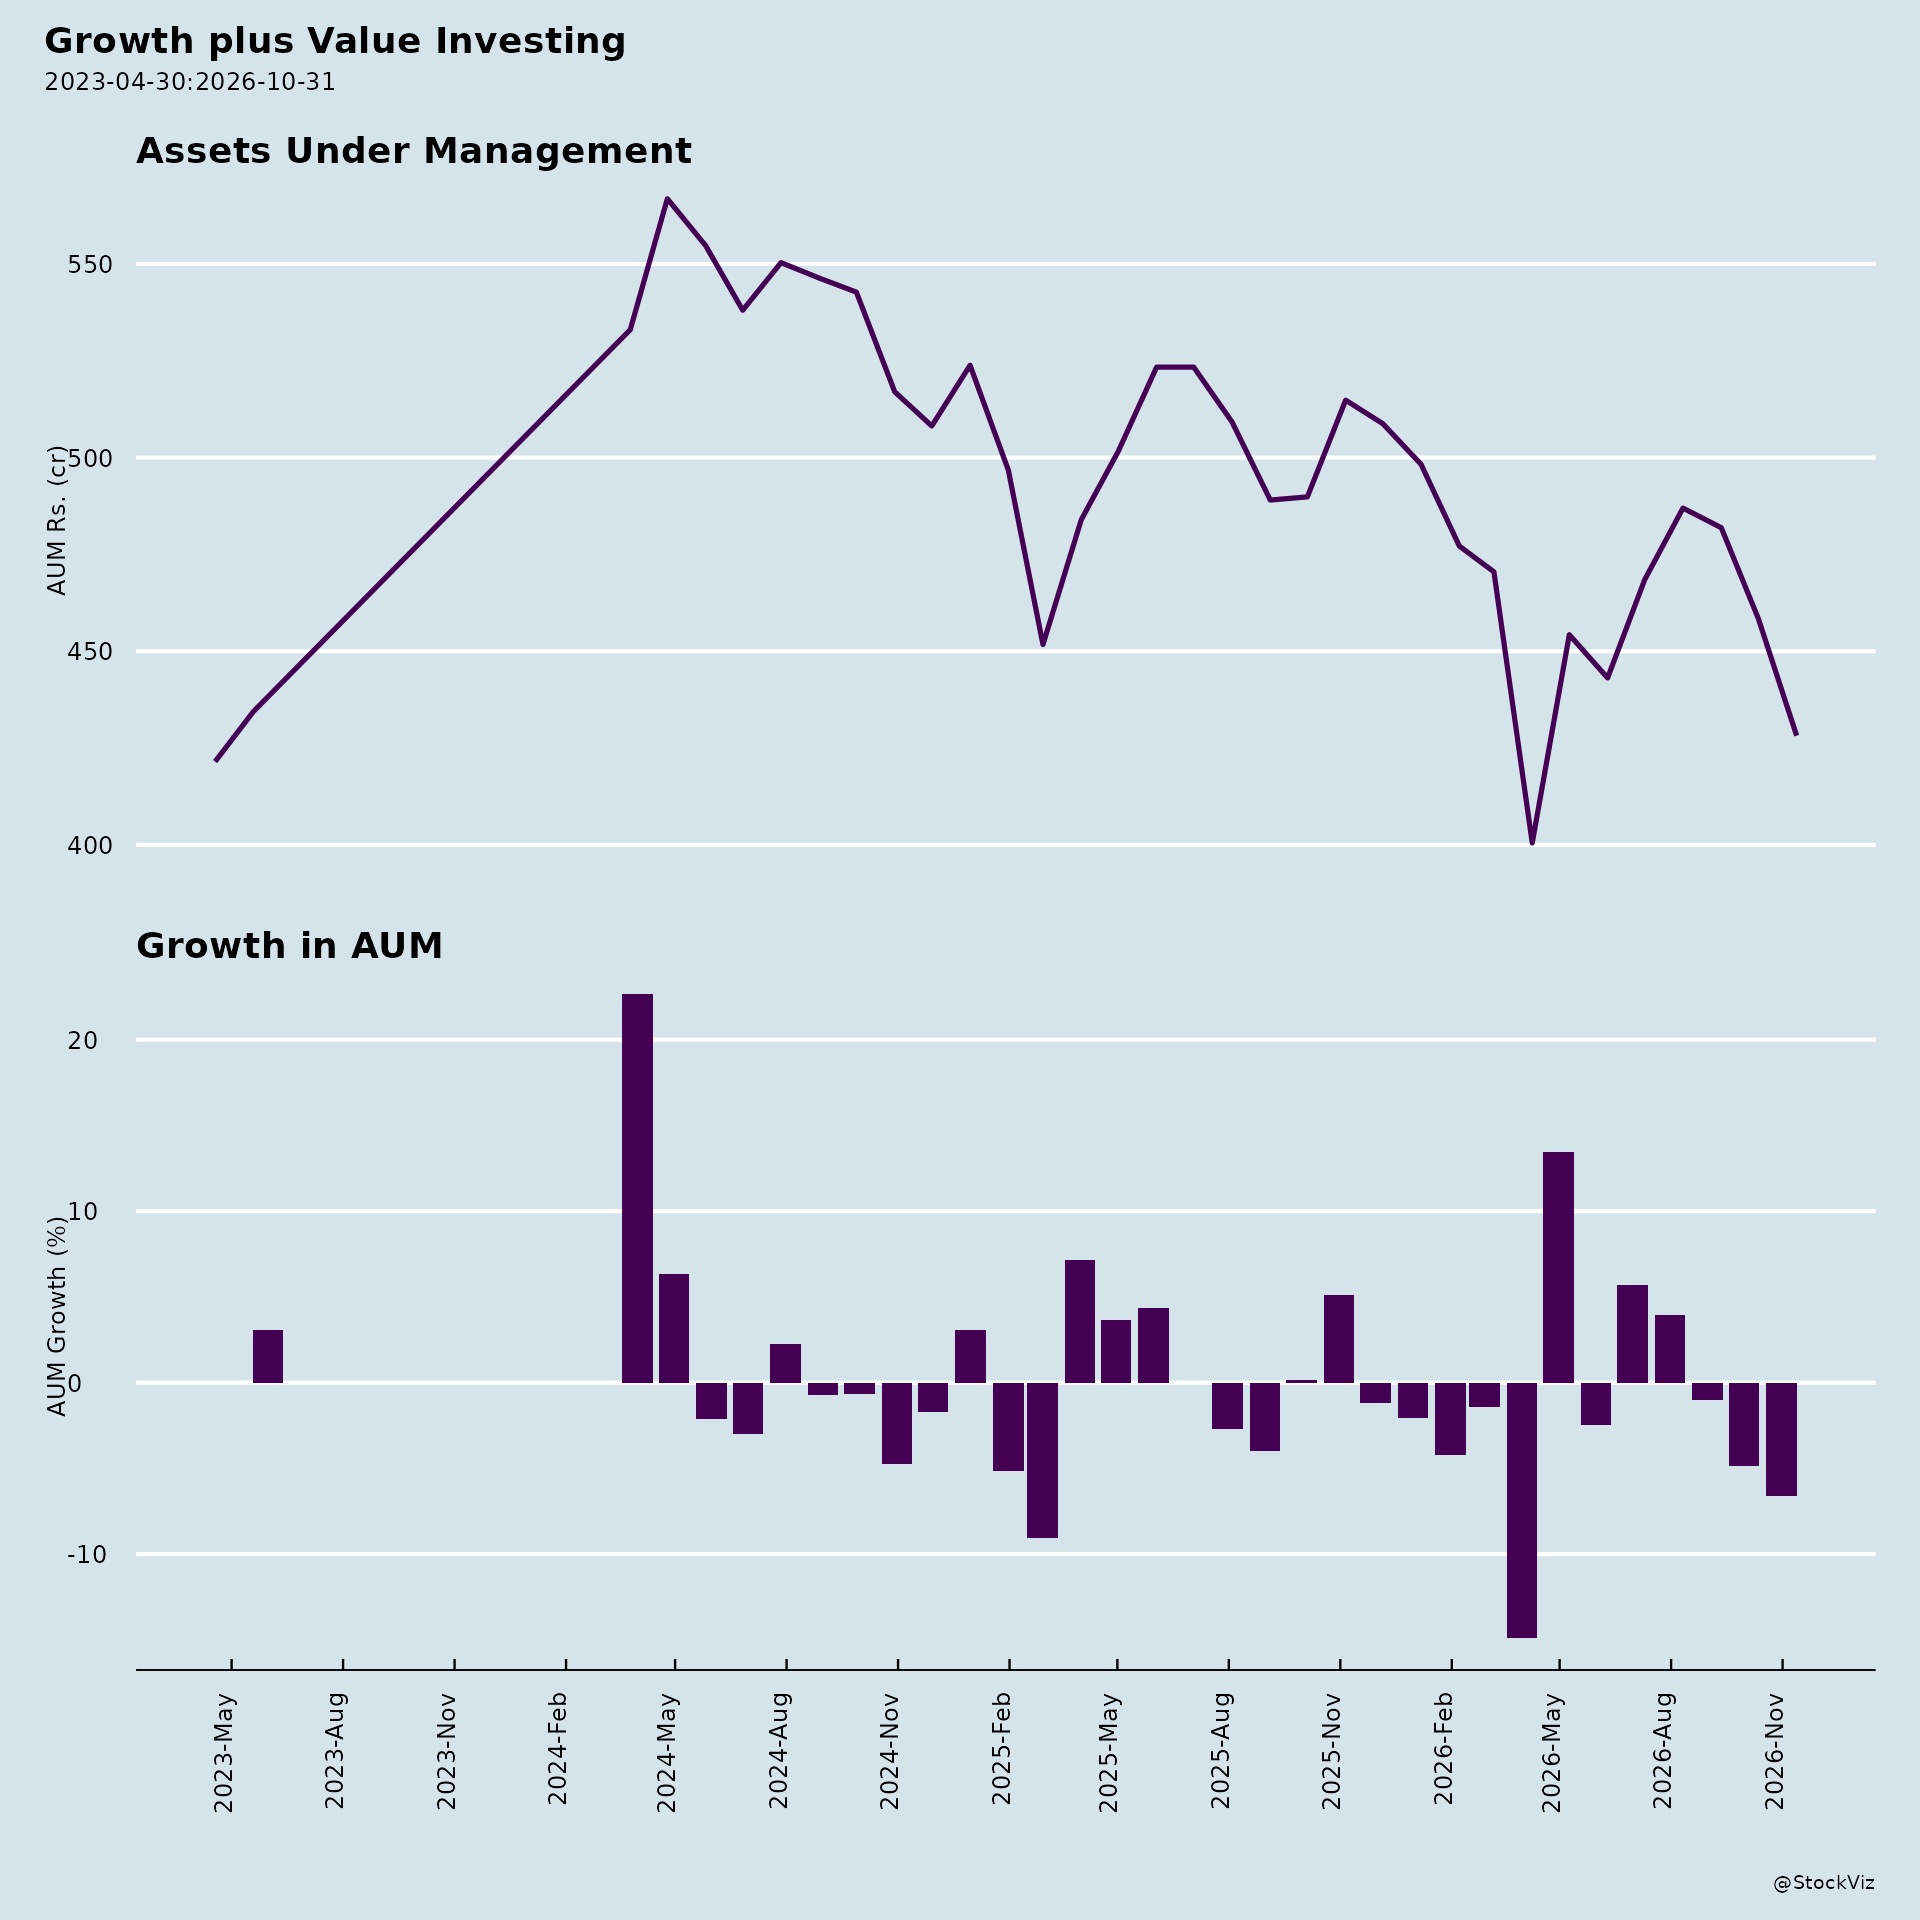 Growth plus Value Investing
2023-04-30:2026-10-31
Assets Under Management
550
500
450
400
AUM Rs. (cr)
Growth in AUM
20
10
0
-10
AUM Growth (%)
2023-May
2023-Aug
2023-Nov
2024-Feb
2024-May
2024-Aug
2024-Nov
2025-Feb
2025-May
2025-Aug
2025-Nov
2026-Feb
2026-May
2026-Aug
2026-Nov
@StockViz